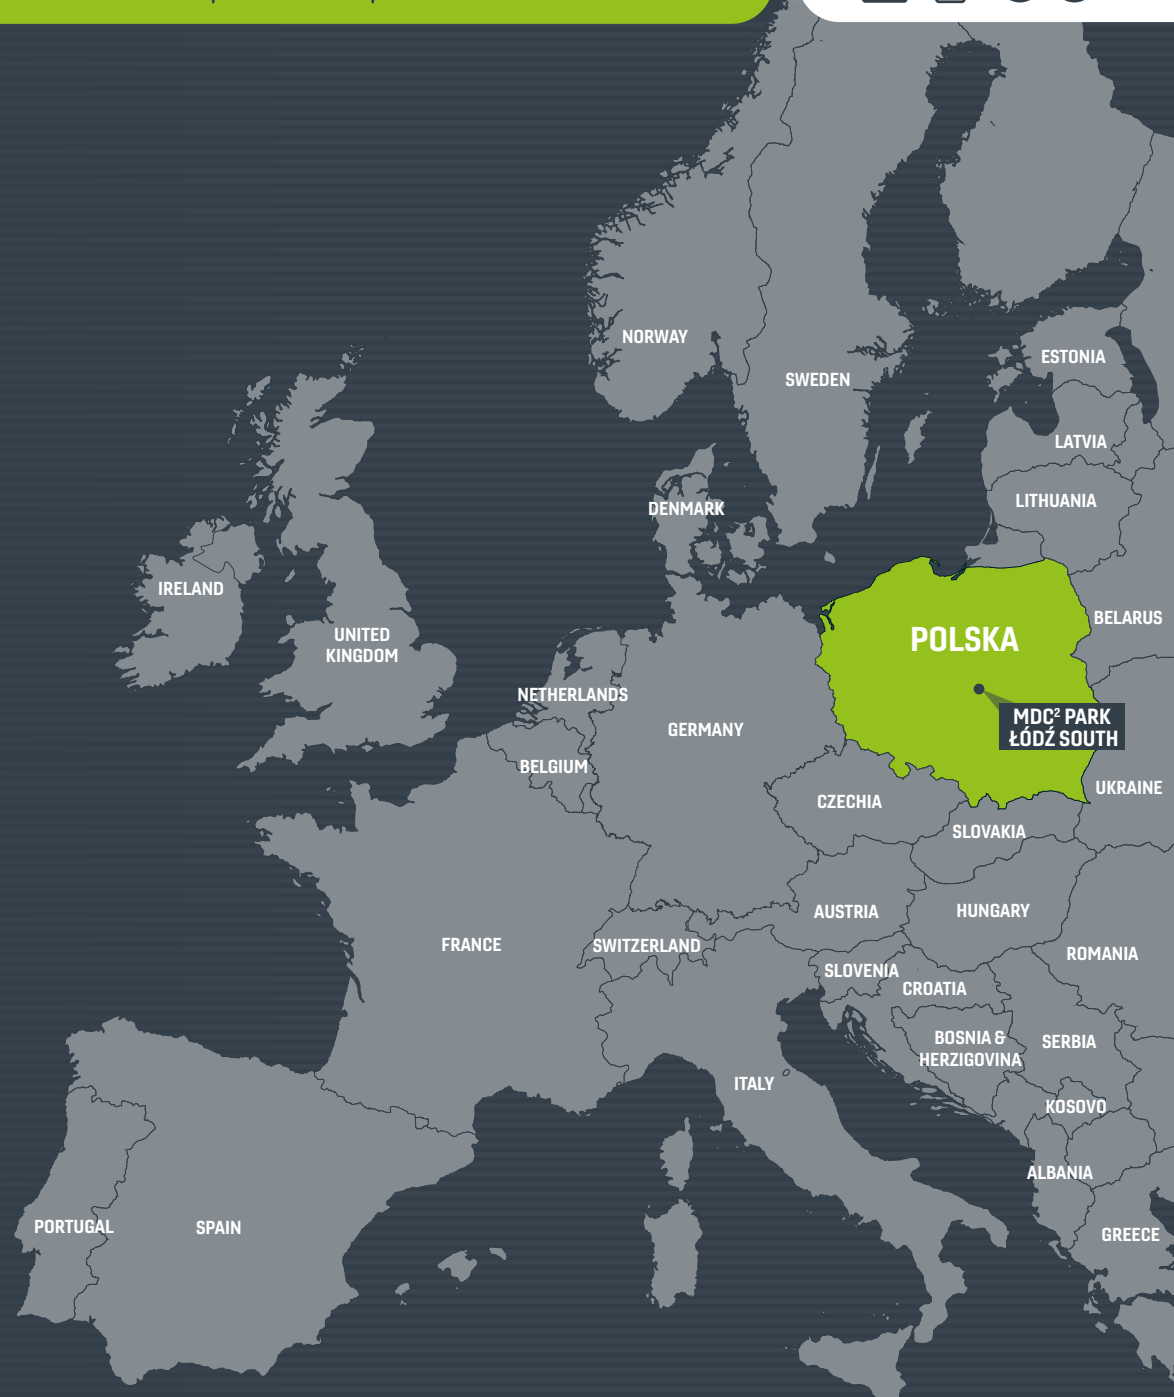 NORWAY
ESTONIA
SWEDEN
LATVIA
LITHUANIA
DENMARK
IRELAND
BELARUS
UNITED
KINGDOM
POLSKA
NETHERLANDS
MDC² PARK
ŁÓDŹ SOUTH
GERMANY
BELGIUM
UKRAINE
CZECHIA
SLOVAKIA
AUSTRIA
HUNGARY
FRANCE
SWITZERLAND
ROMANIA
SLOVENIA
CROATIA
BOSNIA &
HERZIGOVINA
SERBIA
ITALY
KOSOVO
ALBANIA
PORTUGAL
SPAIN
GREECE